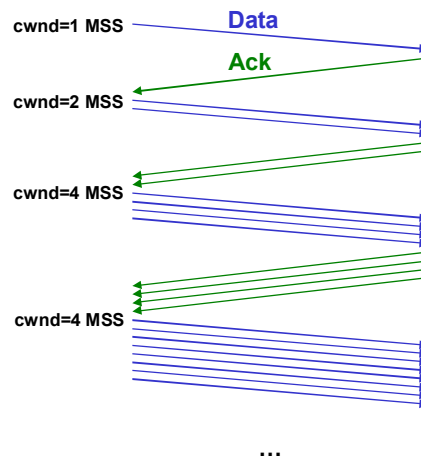 cwnd=1 MSS
Data
Ack
cwnd=2 MSS
cwnd=4 MSS
cwnd=4 MSS
...